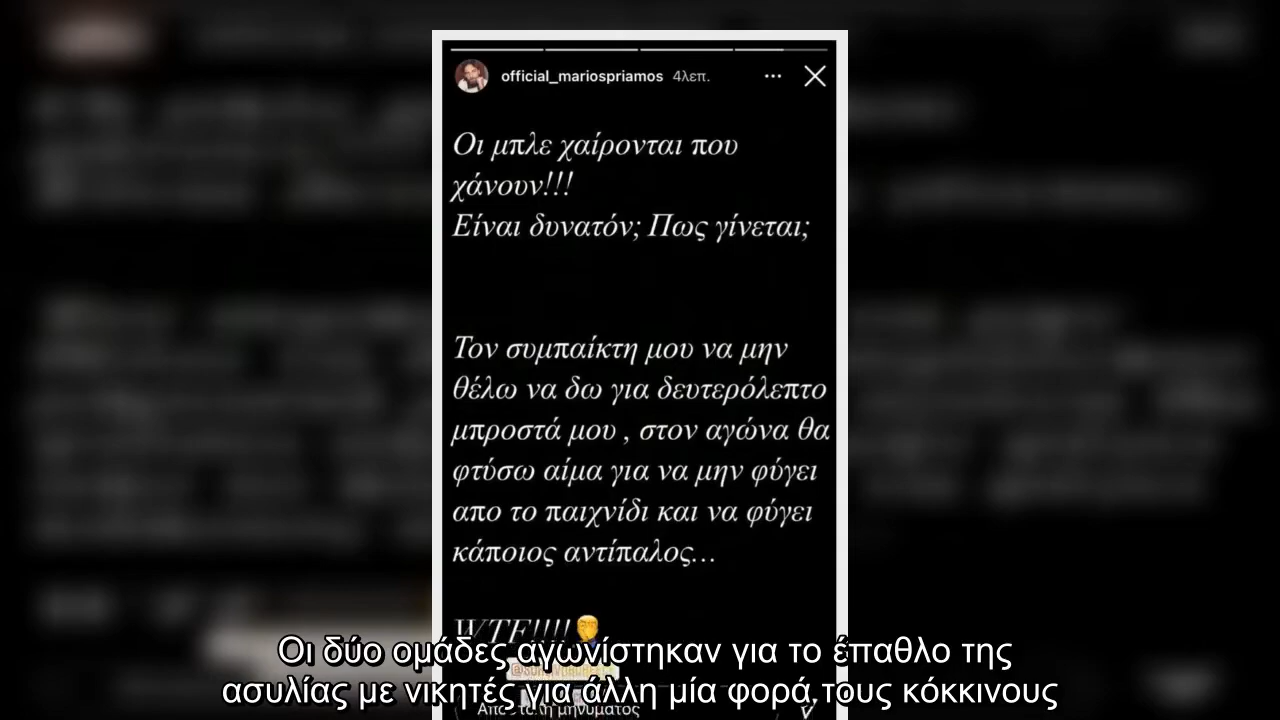 official_mariospriamos 4λεπ.
Οι μπλε χαίρονται που
χάνουν!!!
Είναι δυνατόν; Πως γίνεται;
Τον συμπαίκτη μου να μην
θέλω να δω για δευτερόλεπτο
μπροστά μου , στον αγώνα θα
φτύσω αίμα για να μην φύγει
απο το παιχνίδι και να φύγει
κάποιος αντίπαλος...
WTF!!!!
Οι δύο ομάδες αγωνίστηκαν για το έπαθλο της
ασυλίας με νικητές για άλλη μία φορά τους κόκκινους
Αποστολή μηνύματος